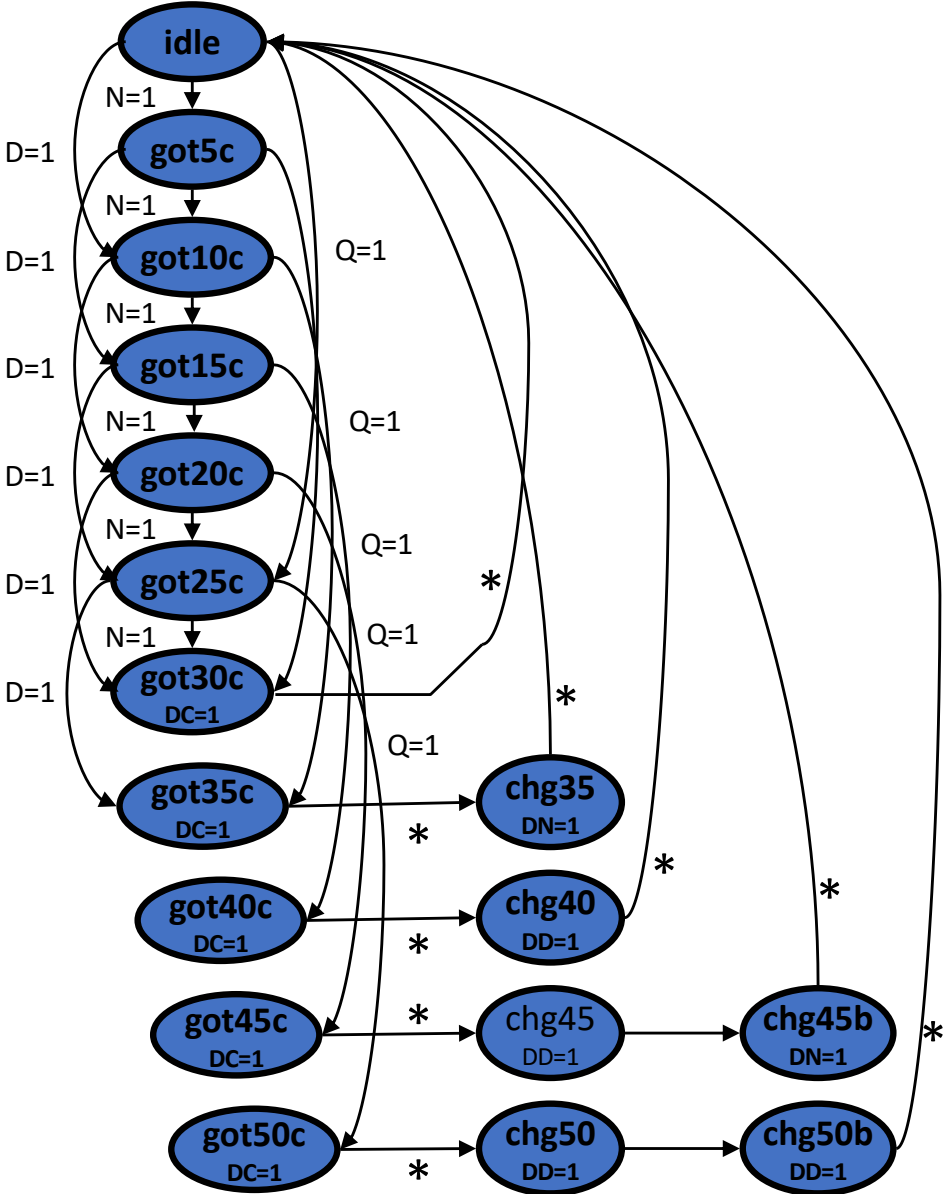 idle
N=1
D=1
got5c
N=1
D=1
got10c
Q=1
N=1
D=1
got15c
N=1
Q=1
D=1
got20c
N=1
Q=1
D=1
got25c
*
N=1
Q=1
D=1
got30c
DC=1
*
Q=1
got35c
DC=1
*
chg35
DN=1
got40c
DC=1
*
chg40
DD=1
*
*
got45c
DC=1
*
chg45
DD=1
chg45b
DN=1
*
got50c
DC=1
*
chg50
DD=1
chg50b
DD=1